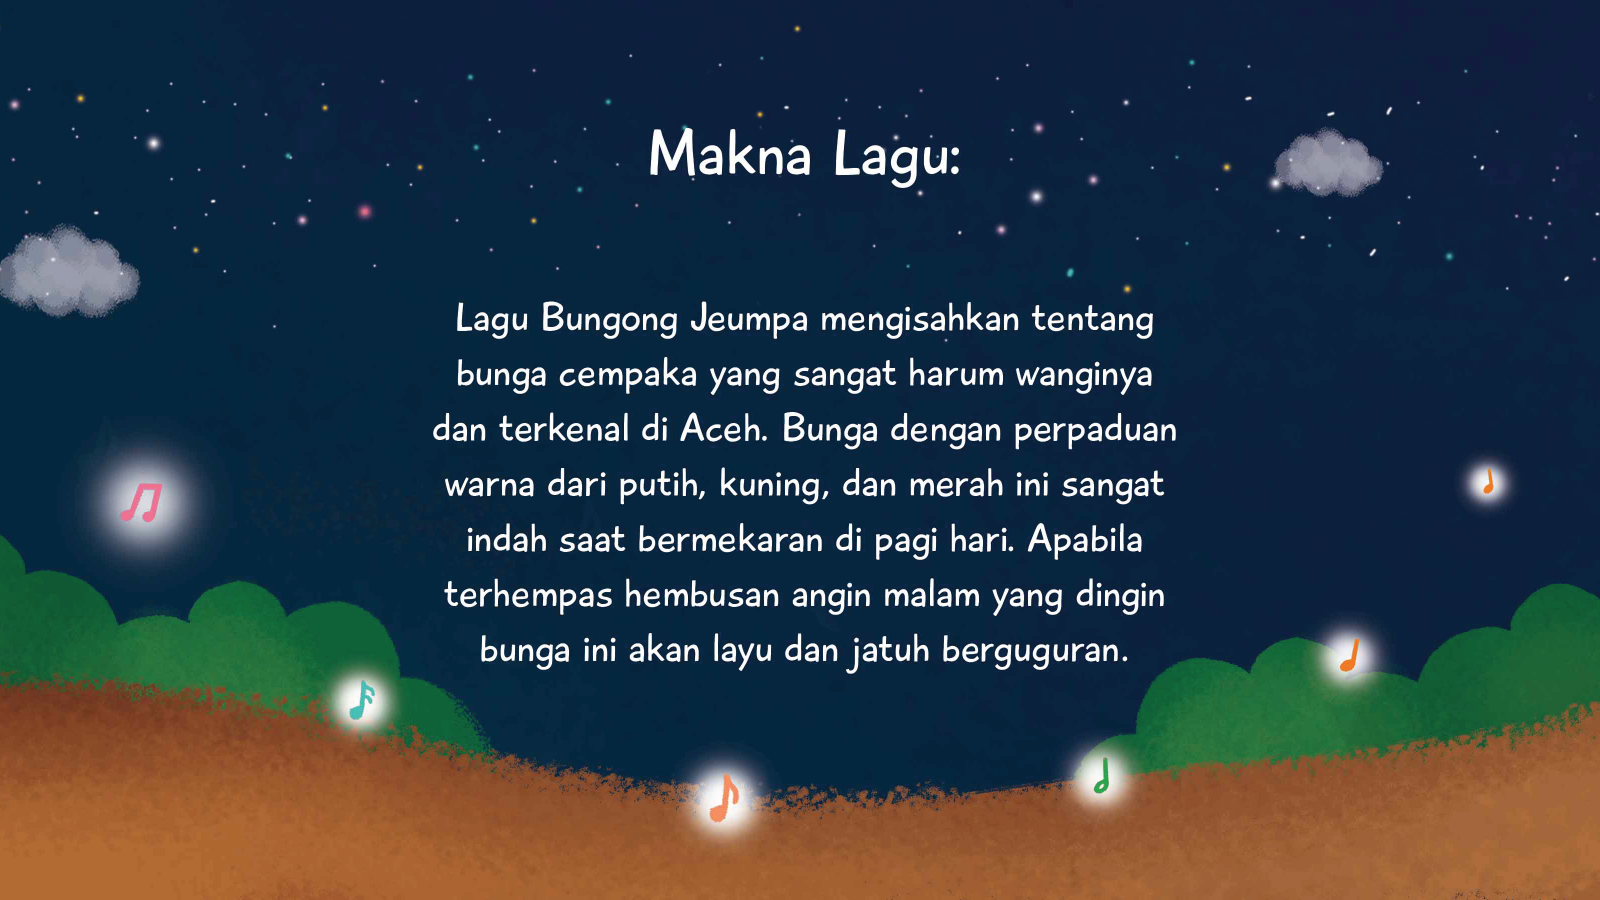 Makna Lagu:
Lagu Bungong Jeumpa mengisahkan tentang
bunga cempaka yang sangat harum wanginya
dan terkenal di Aceh. Bunga dengan perpaduan
warna dari putih, kuning, dan merah ini sangat
indah saat bermekaran di pagi hari. Apabila
terhempas hembusan angin malam yang dingin
bunga ini akan layu dan jatuh berguguran.